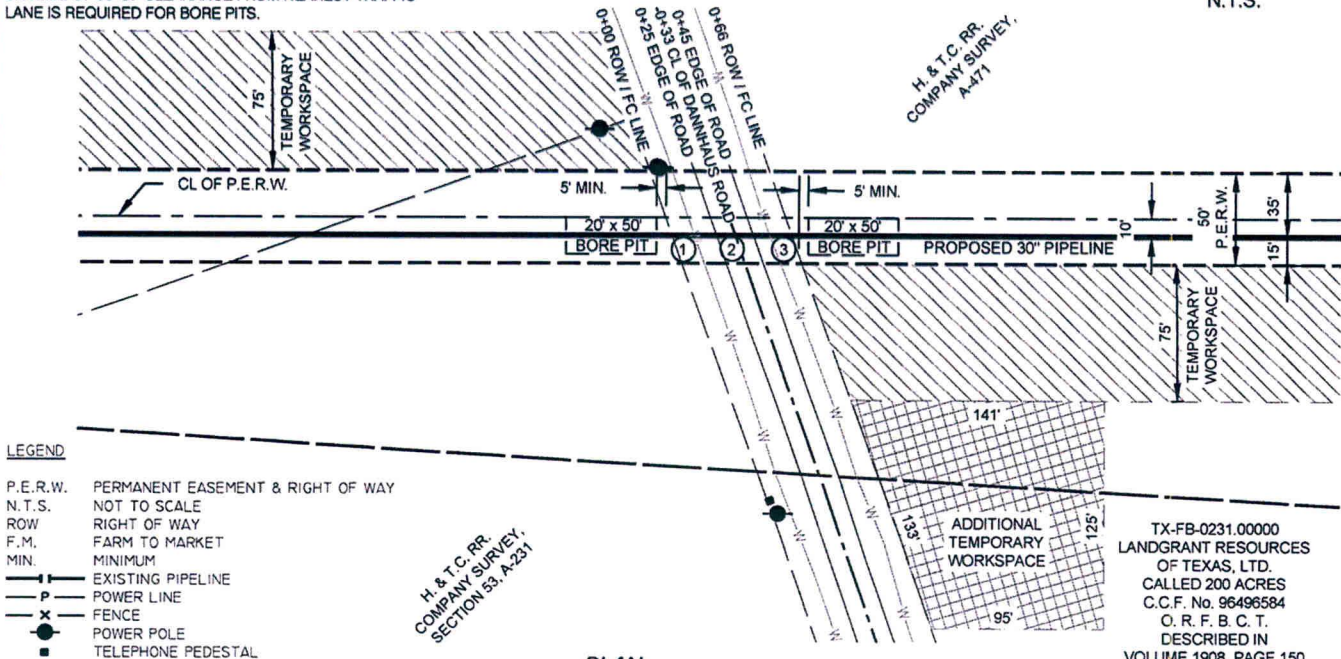 LANE IS REQUIRED FOR BORE PITS.
N.T.S.
0+00 ROW / FC LINE
0+25 EDGE OF ROAD
-0+33 CL OF DANNHAUS ROAD
0+45 EDGE OF ROAD
0+66 ROW / FC LINE
H. & T.C. RR.
COMPANY SURVEY,
A-471
75'
TEMPORARY
WORKSPACE
W
W
CL OF P.E.R.W.
5' MIN.
5' MIN.
20' x 50'
BORE PIT
1
2
3
20' x 50'
BORE PIT
PROPOSED 30" PIPELINE
10'
50'
P.E.R.W.
35'
15'
W
W
W
W
W
W
W
W
W
W
75'
TEMPORARY
WORKSPACE
141'
133'
ADDITIONAL
TEMPORARY
WORKSPACE
125'
95'
LEGEND
P.E.R.W. PERMANENT EASEMENT & RIGHT OF WAY
N.T.S. NOT TO SCALE
ROW RIGHT OF WAY
F.M. FARM TO MARKET
MIN. MINIMUM
EXISTING PIPELINE
P POWER LINE
X FENCE
POWER POLE
TELEPHONE PEDESTAL
H. & T.C. RR.
COMPANY SURVEY,
SECTION 53, A-231
TX-FB-0231.00000
LANDGRANT RESOURCES
OF TEXAS, LTD.
CALLED 200 ACRES
C.C.F. No. 96496584
O. R. F. B. C. T.
DESCRIBED IN
VOLUME 1908, PAGE 150